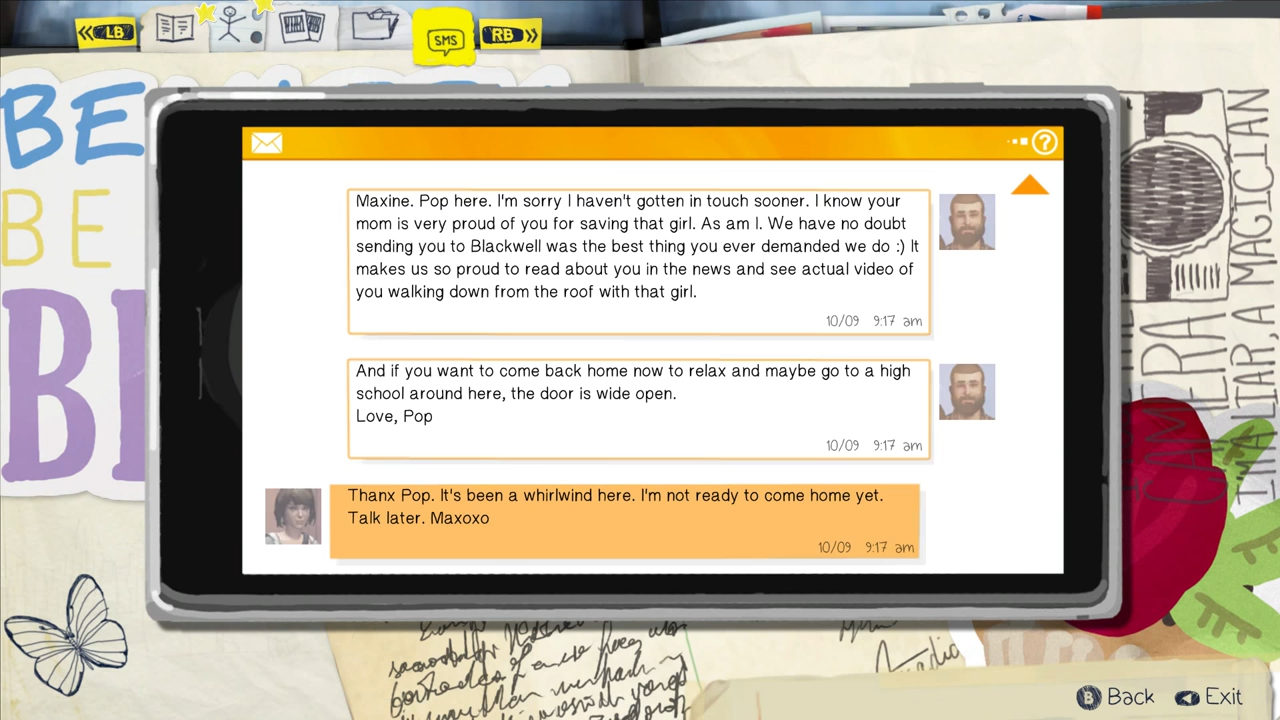 LB
SMS
RB
BE
BE
Maxine. Pop here. I'm sorry I haven't gotten in touch sooner. I know your
mom is very proud of you for saving that girl. As am I. We have no doubt
sending you to Blackwell was the best thing you ever demanded we do :) It
makes us so proud to read about you in the news and see actual video of
you walking down from the roof with that girl.
10/09 9:17 am
And if you want to come back home now to relax and maybe go to a high
school around here, the door is wide open.
Love, Pop
10/09 9:17 am
Thanx Pop. It's been a whirlwind here. I'm not ready to come home yet.
Talk later. Maxoxo
10/09 9:17 am
CAMERA
LIAR, A MAGICIAN
B Back
Exit